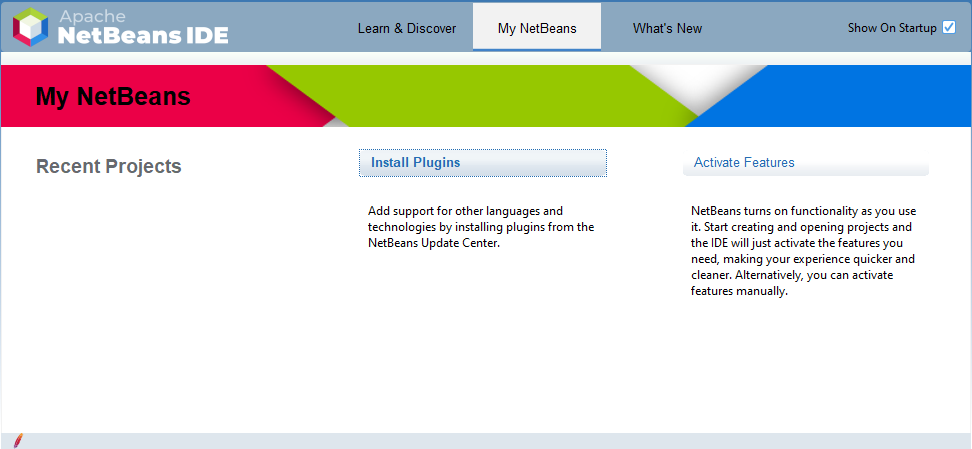 Apache
NetBeans IDE
Learn & Discover
My NetBeans
What's New
Show On Startup
My NetBeans
Recent Projects
Install Plugins
Add support for other languages and
technologies by installing plugins from the
NetBeans Update Center.
Activate Features
NetBeans turns on functionality as you use
it. Start creating and opening projects and
the IDE will just activate the features you
need, making your experience quicker and
cleaner. Alternatively, you can activate
features manually.